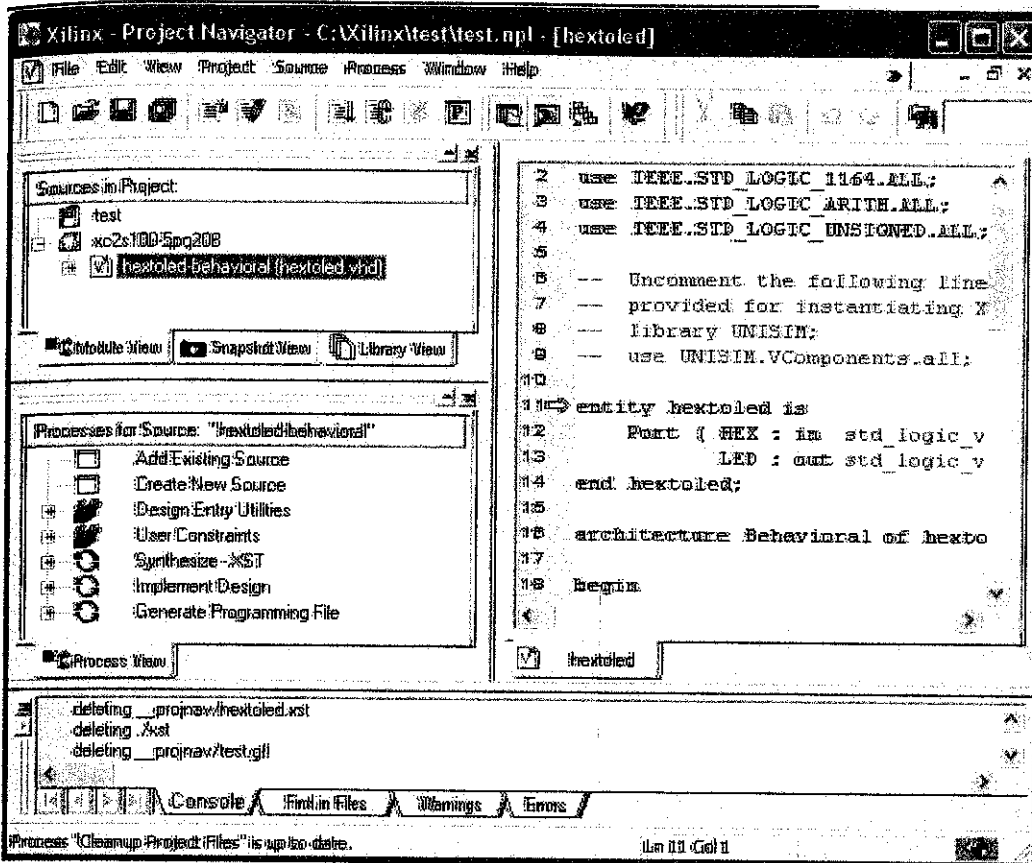 Xilinx - Project Navigator - C:\Xilinx\test\test.npl - [hextoled]
File Edit View Project Source Process Window Help
Sources in Project:
test
xc2s100-5pq208
hextoled-behavioral (hextoled.vhd)
Module View Snapshot View Library View
Processes for Source: "hextoled-behavioral"
Add Existing Source
Create New Source
Design Entry Utilities
User Constraints
Synthesize - XST
Implement Design
Generate Programming File
Process View
2 use IEEE.STD_LOGIC_1164.ALL;
3 use IEEE.STD_LOGIC_ARITH.ALL;
4 use IEEE.STD_LOGIC_UNSIGNED.ALL;
5
6 -- Uncomment the following line
7 -- provided for instantiating X
8 -- library UNISIM;
9 -- use UNISIM.VComponents.all;
10
11 entity hextoled is
12 Port ( HEX : in std_logic_v
13 LED : out std_logic_v
14 end hextoled;
15
16 architecture Behavioral of hexto
17
18 begin
hextoled
deleting __projnav/hextoled.xst
deleting ./xst
deleting __projnav/test.gfl
Console Find in Files Warnings Errors
Process "Cleanup Project Files" is up to date.
Ln 11 Col 1